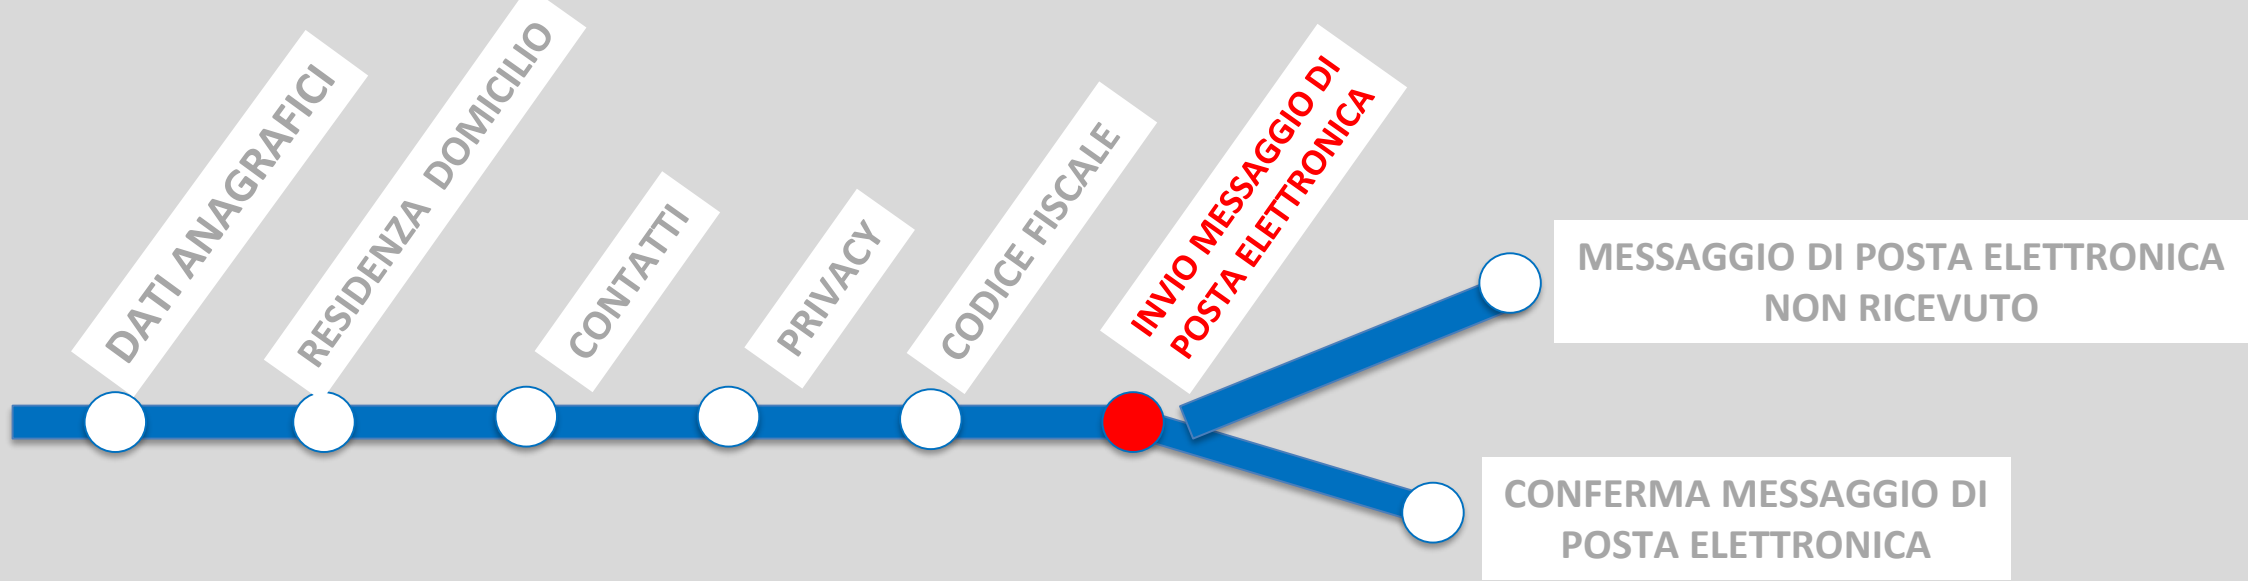 DATI ANAGRAFICI
RESIDENZA DOMICILIO
CONTATTI
PRIVACY
CODICE FISCALE
INVIO MESSAGGIO DI
POSTA ELETTRONICA
MESSAGGIO DI POSTA ELETTRONICA
NON RICEVUTO
CONFERMA MESSAGGIO DI
POSTA ELETTRONICA